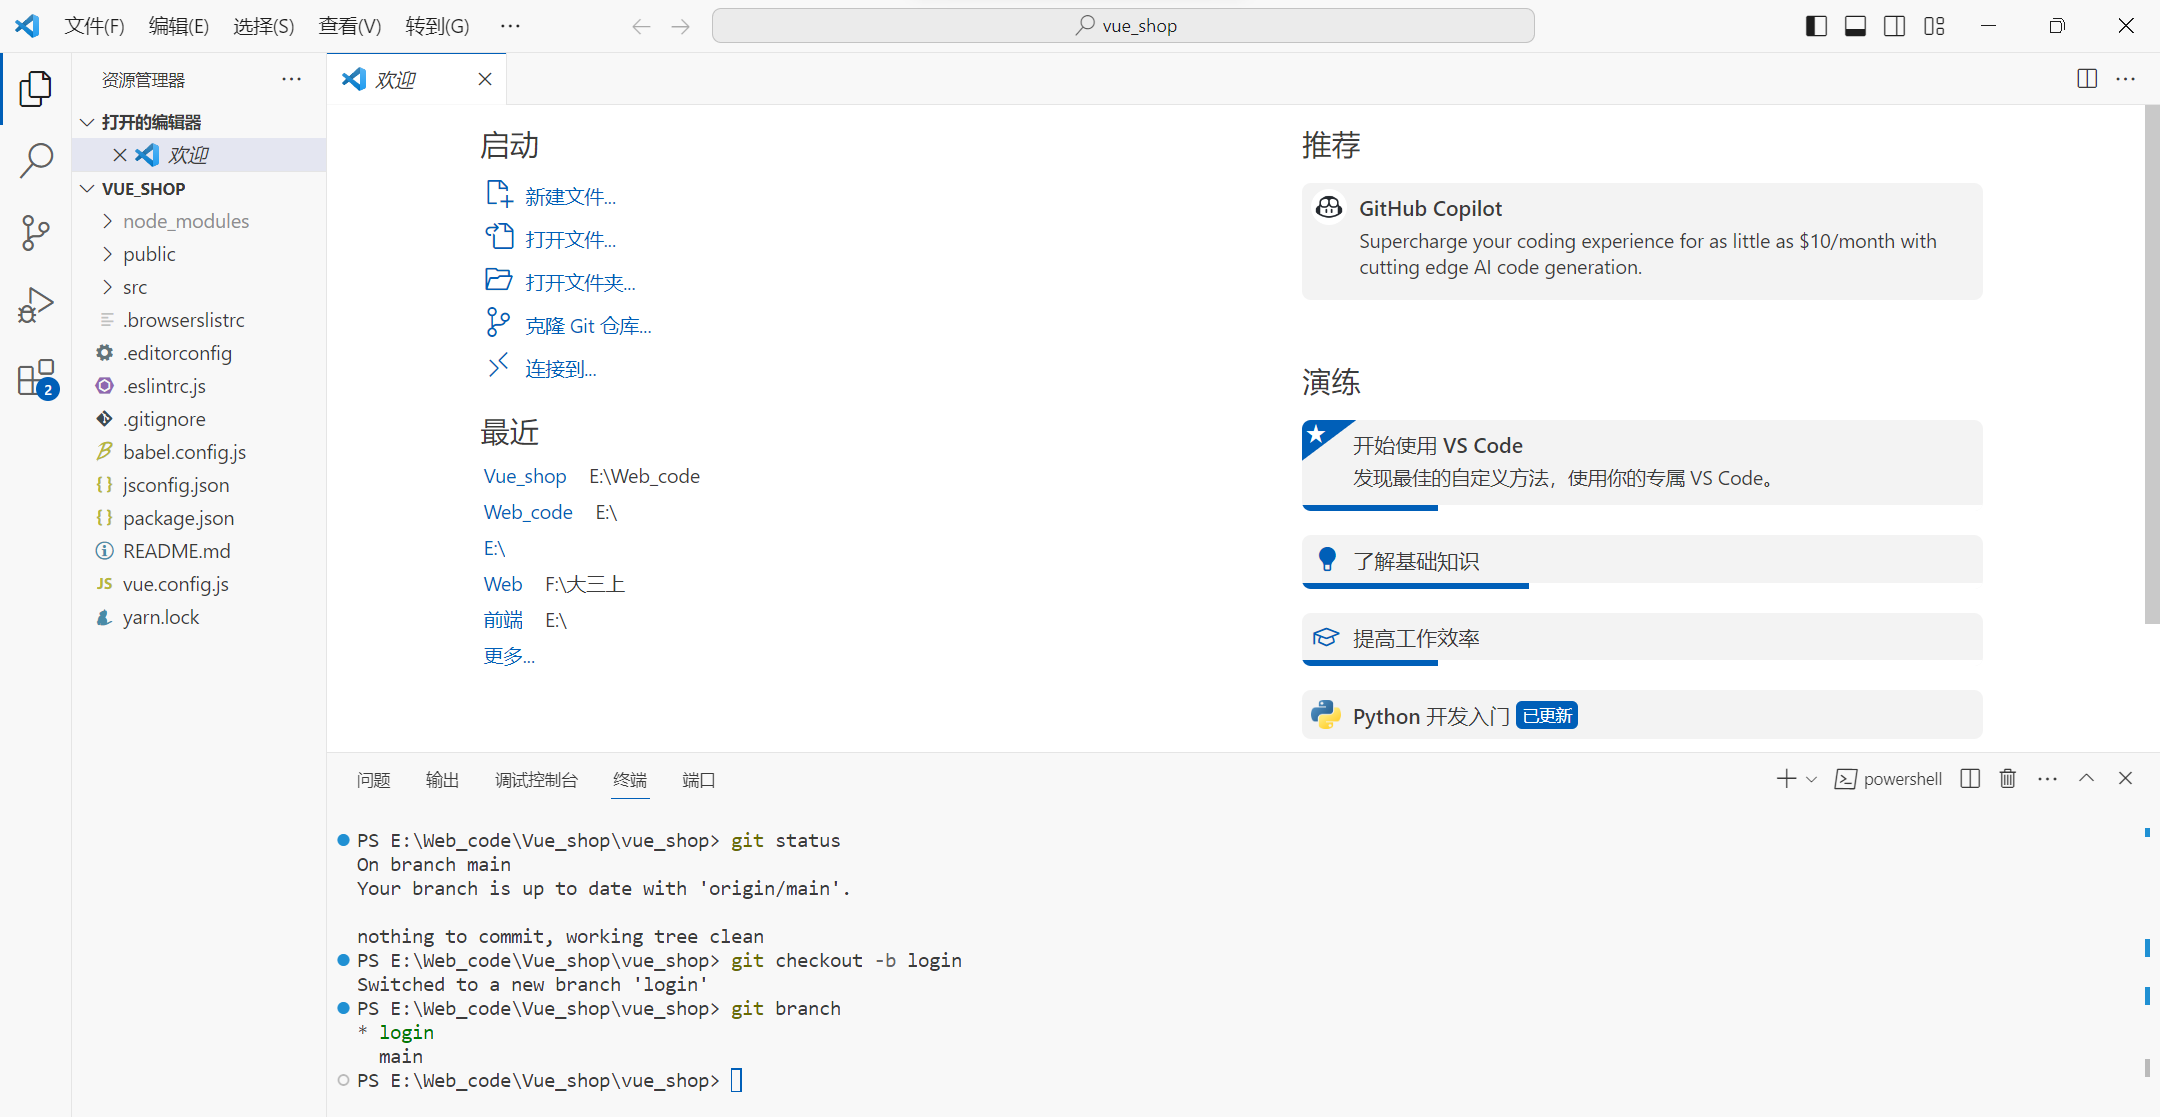 文件(F) 编辑(E) 选择(S) 查看(V) 转到(G) ···
vue_shop
资源管理器
打开的编辑器
欢迎
VUE_SHOP
node_modules
public
src
.browserslistrc
.editorconfig
.eslintrc.js
.gitignore
babel.config.js
jsconfig.json
package.json
README.md
JS vue.config.js
yarn.lock
2
欢迎
启动
新建文件...
打开文件...
打开文件夹...
克隆 Git 仓库...
连接到...
最近
Vue_shop E:\Web_code
Web_code E:\
E:\
Web F:\大三上
前端 E:\
更多...
推荐
GitHub Copilot
Supercharge your coding experience for as little as $10/month with
cutting edge AI code generation.
演练
开始使用 VS Code
发现最佳的自定义方法，使用你的专属 VS Code。
了解基础知识
提高工作效率
Python 开发入门 已更新
问题 输出 调试控制台 终端 端口
powershell
PS E:\Web_code\Vue_shop\vue_shop> git status
On branch main
Your branch is up to date with 'origin/main'.
nothing to commit, working tree clean
PS E:\Web_code\Vue_shop\vue_shop> git checkout -b login
Switched to a new branch 'login'
PS E:\Web_code\Vue_shop\vue_shop> git branch
* login
main
PS E:\Web_code\Vue_shop\vue_shop>